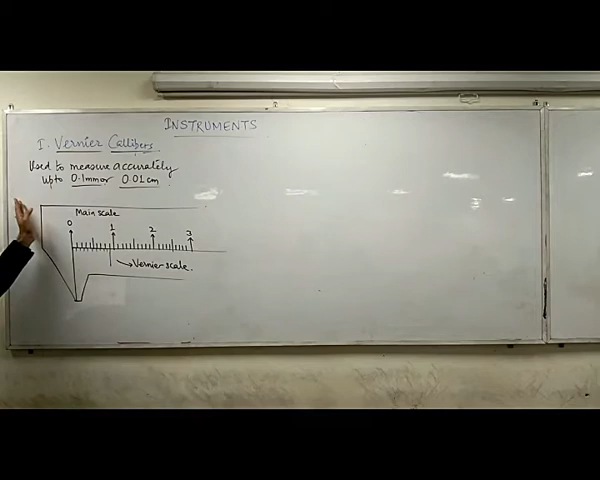 INSTRUMENTS
I. Vernier Callibers.
Used to measure accurately
upto 0.1mm or 0.01cm.
Main scale
0 1 2 3
Vernier scale.